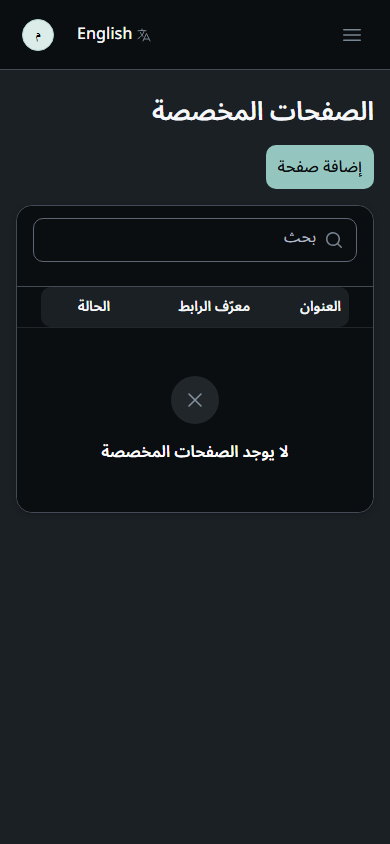 م
English
الصفحات المخصصة
إضافة صفحة
بحث
العنوان معرّف الرابط الحالة
لا يوجد الصفحات المخصصة